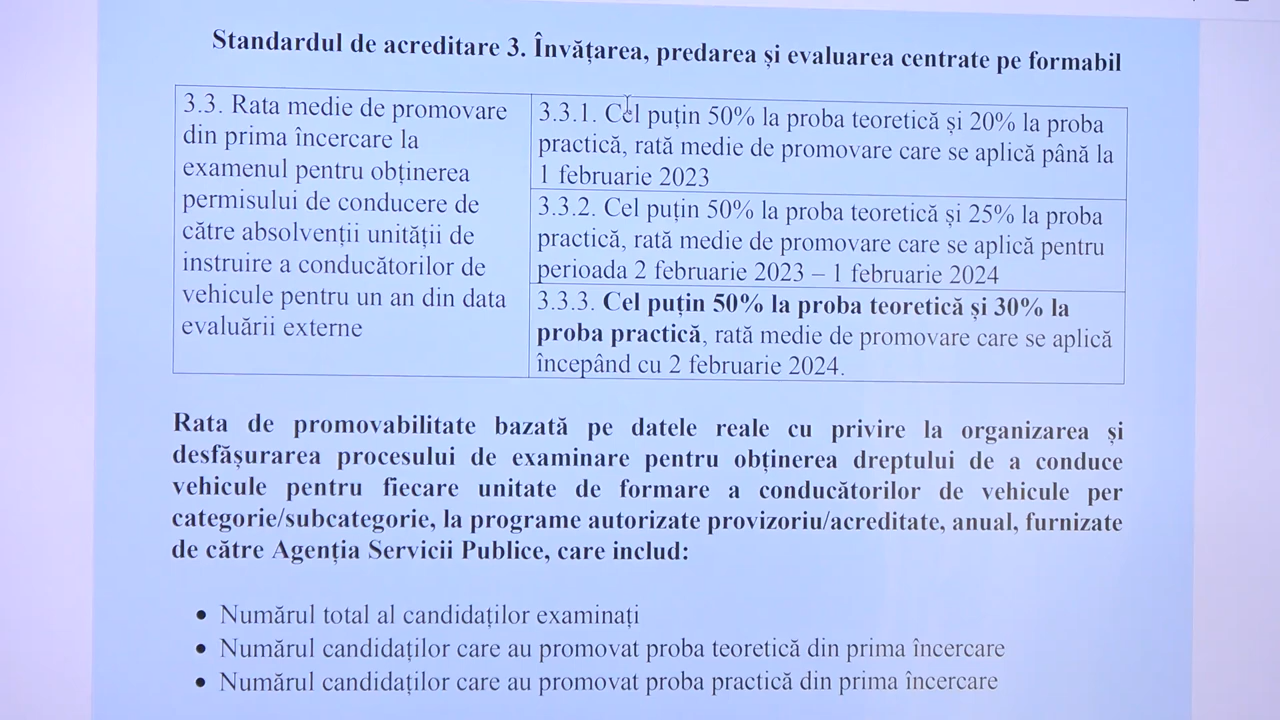 Standardul de acreditare 3. Învățarea, predarea și evaluarea centrate pe formabil
3.3. Rata medie de promovare
din prima încercare la
examenul pentru obținerea
permisului de conducere de
către absolvenții unității de
instruire a conducătorilor de
vehicule pentru un an din data
evaluării externe
3.3.1. Cel puțin 50% la proba teoretică și 20% la proba
practică, rată medie de promovare care se aplică până la
1 februarie 2023
3.3.2. Cel puțin 50% la proba teoretică și 25% la proba
practică, rată medie de promovare care se aplică pentru
perioada 2 februarie 2023 – 1 februarie 2024
3.3.3. Cel puțin 50% la proba teoretică și 30% la
proba practică, rată medie de promovare care se aplică
începând cu 2 februarie 2024.
Rata de promovabilitate bazată pe datele reale cu privire la organizarea și
desfășurarea procesului de examinare pentru obținerea dreptului de a conduce
vehicule pentru fiecare unitate de formare a conducătorilor de vehicule per
categorie/subcategorie, la programe autorizate provizoriu/acreditate, anual, furnizate
de către Agenția Servicii Publice, care includ:
• Numărul total al candidaților examinați
• Numărul candidaților care au promovat proba teoretică din prima încercare
• Numărul candidaților care au promovat proba practică din prima încercare